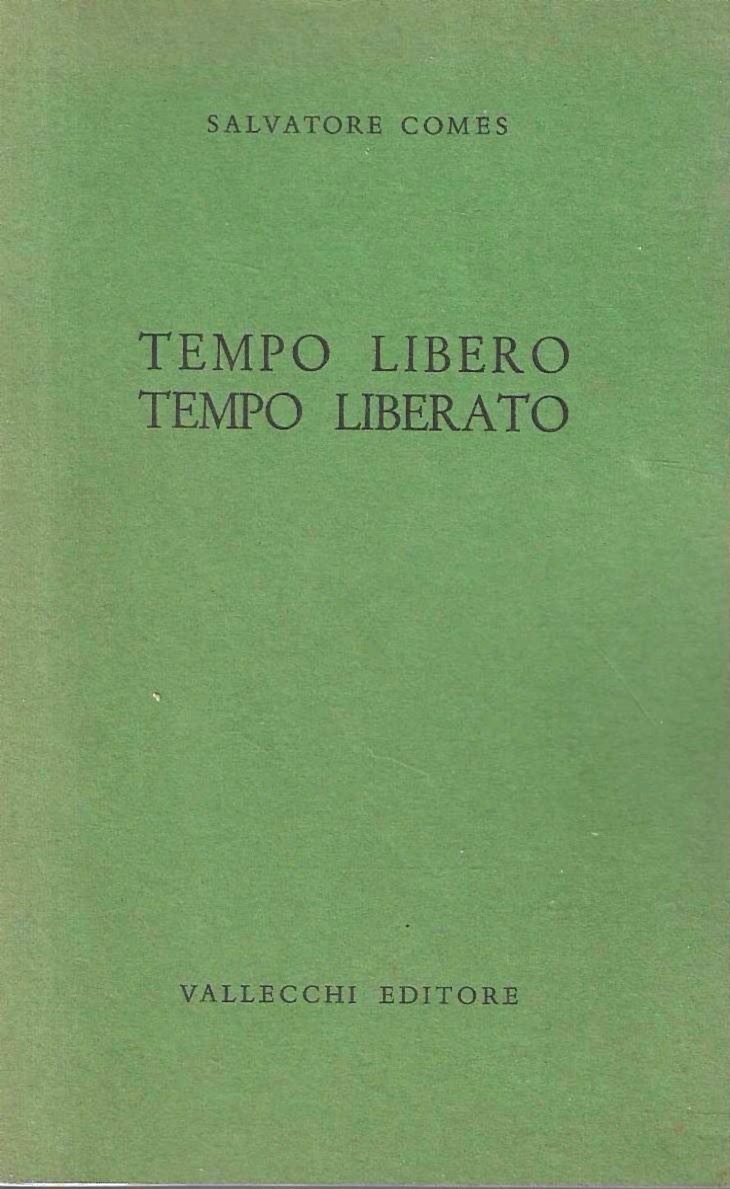 SALVATORE COMES
TEMPO LIBERO
TEMPO LIBERATO
VALLECCHI EDITORE